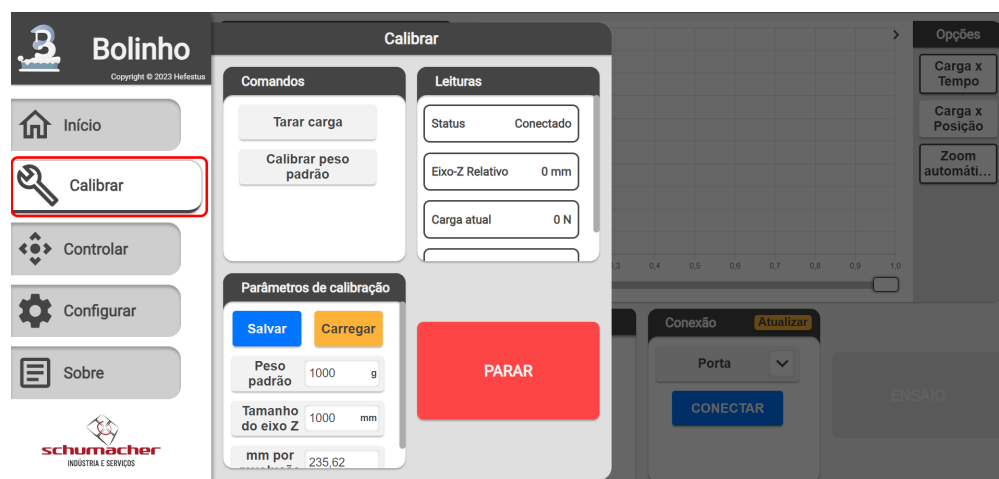 Bolinho
Copyright © 2023 Hefestus
Início
Calibrar
Controlar
Configurar
Sobre
schumacher
INDÚSTRIA E SERVIÇOS
Calibrar
Comandos
Tarar carga
Calibrar peso
padrão
Leituras
Status Conectado
Eixo-Z Relativo 0 mm
Carga atual 0 N
Parâmetros de calibração
Salvar Carregar
Peso
padrão 1000 g
Tamanho
do eixo Z 1000 mm
mm por
235,62
PARAR
0,4 0,5 0,6 0,7 0,8 0,9 1,0
Opções
Carga x
Tempo
Carga x
Posição
Zoom
automáti...
Conexão Atualizar
Porta
CONECTAR
ENSAIO